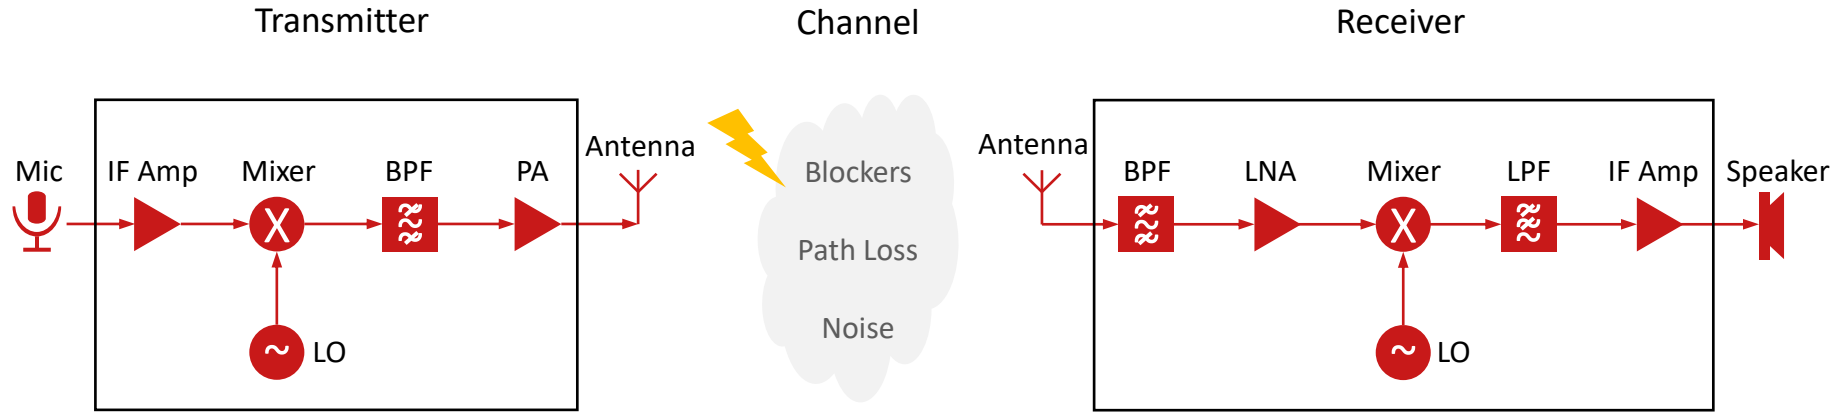 Transmitter
Channel
Receiver
Mic
IF Amp
Mixer
BPF
PA
Antenna
X
~
LO
Blockers
Path Loss
Noise
Antenna
BPF
LNA
Mixer
LPF
IF Amp
Speaker
X
~
LO